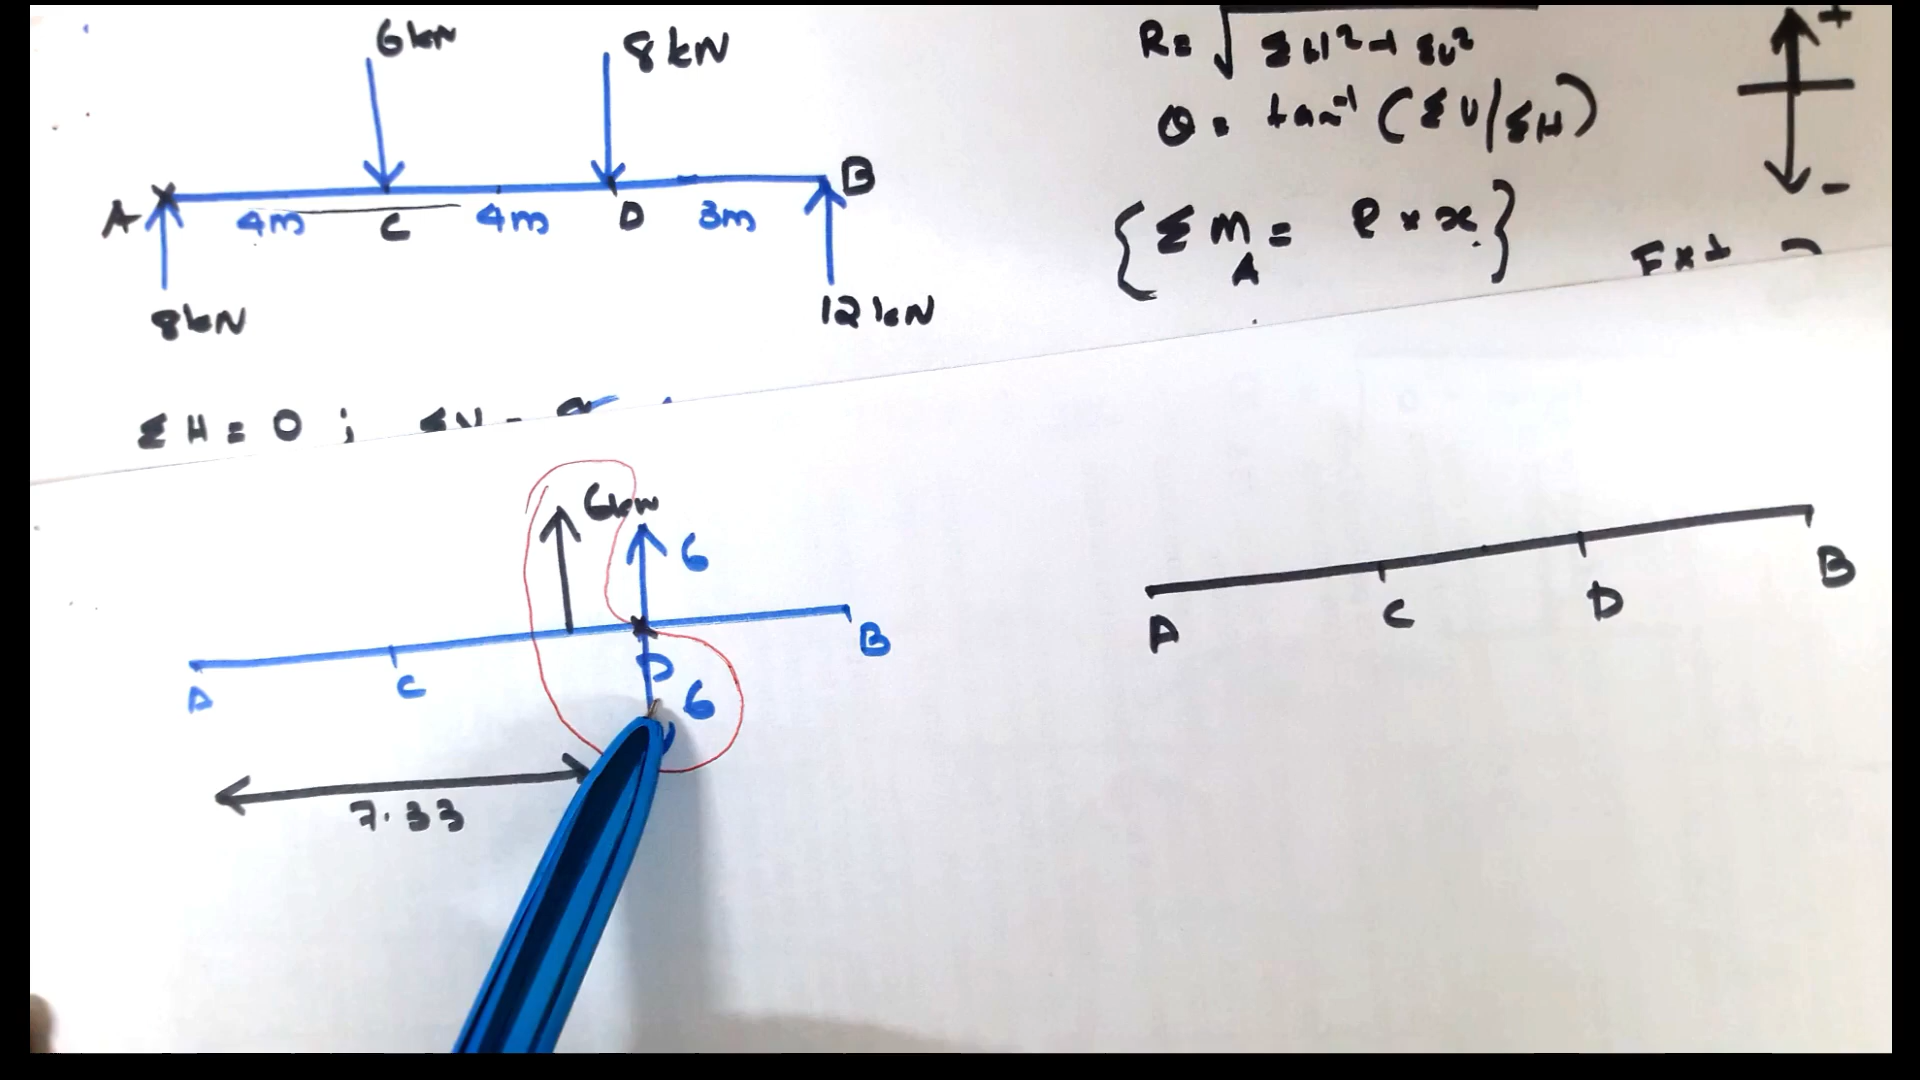 6kN
8kN
A
4m
C
4m
D
3m
B
8kN
12kN
R= √ ΣH² + Σv²
θ = tan⁻¹ (ΣV/ΣH)
+
-
{ΣM_A = R × x}
ΣH = 0 ;
6kN
6
A
C
D
B
6
7.33
A
C
D
B